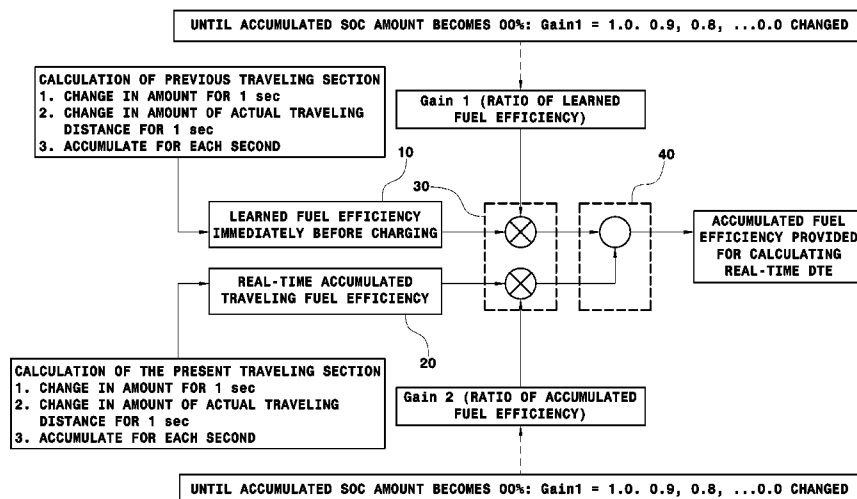 UNTIL ACCUMULATED SOC AMOUNT BECOMES OO%: Gain1 = 1.0. 0.9, 0.8, ...0.0 CHANGED
CALCULATION OF PREVIOUS TRAVELING SECTION
1. CHANGE IN AMOUNT FOR 1 sec
2. CHANGE IN AMOUNT OF ACTUAL TRAVELING
DISTANCE FOR 1 sec
3. ACCUMULATE FOR EACH SECOND
Gain 1 (RATIO OF LEARNED
FUEL EFFICIENCY)
10
30
40
LEARNED FUEL EFFICIENCY
IMMEDIATELY BEFORE CHARGING
ACCUMULATED FUEL
EFFICIENCY PROVIDED
FOR CALCULATING
REAL-TIME DTE
REAL-TIME ACCUMULATED
TRAVELING FUEL EFFICIENCY
20
CALCULATION OF THE PRESENT TRAVELING SECTION
1. CHANGE IN AMOUNT FOR 1 sec
2. CHANGE IN AMOUNT OF ACTUAL TRAVELING
DISTANCE FOR 1 sec
3. ACCUMULATE FOR EACH SECOND
Gain 2 (RATIO OF ACCUMULATED
FUEL EFFICIENCY)
UNTIL ACCUMULATED SOC AMOUNT BECOMES OO%: Gain1 = 1.0. 0.9, 0.8, ...0.0 CHANGED